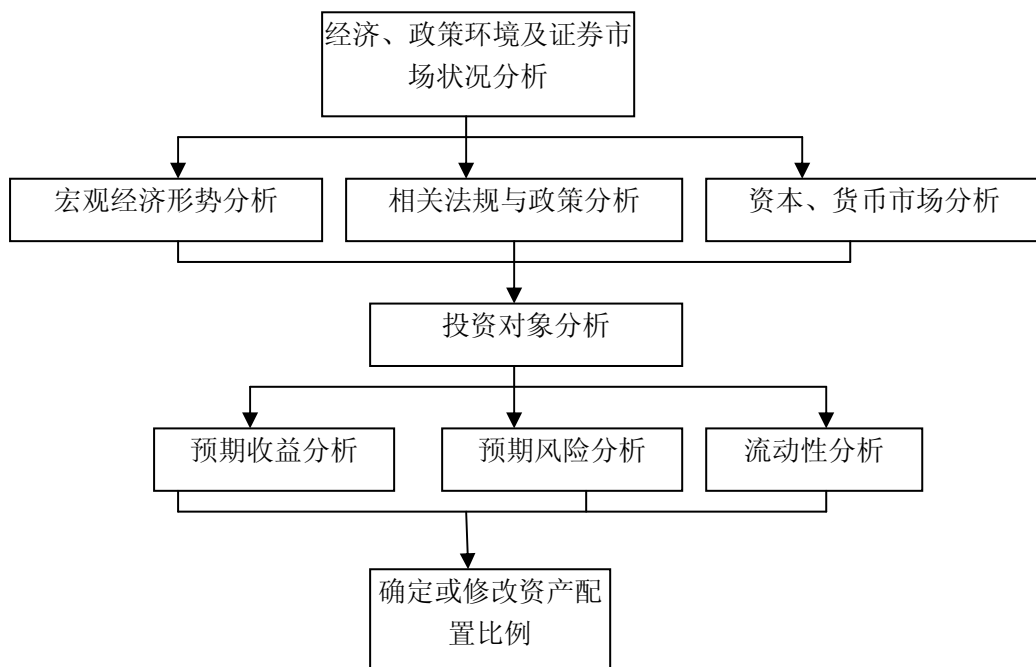 经济、政策环境及证券市
场状况分析
宏观经济形势分析
相关法规与政策分析
资本、货币市场分析
投资对象分析
预期收益分析
预期风险分析
流动性分析
确定或修改资产配
置比例